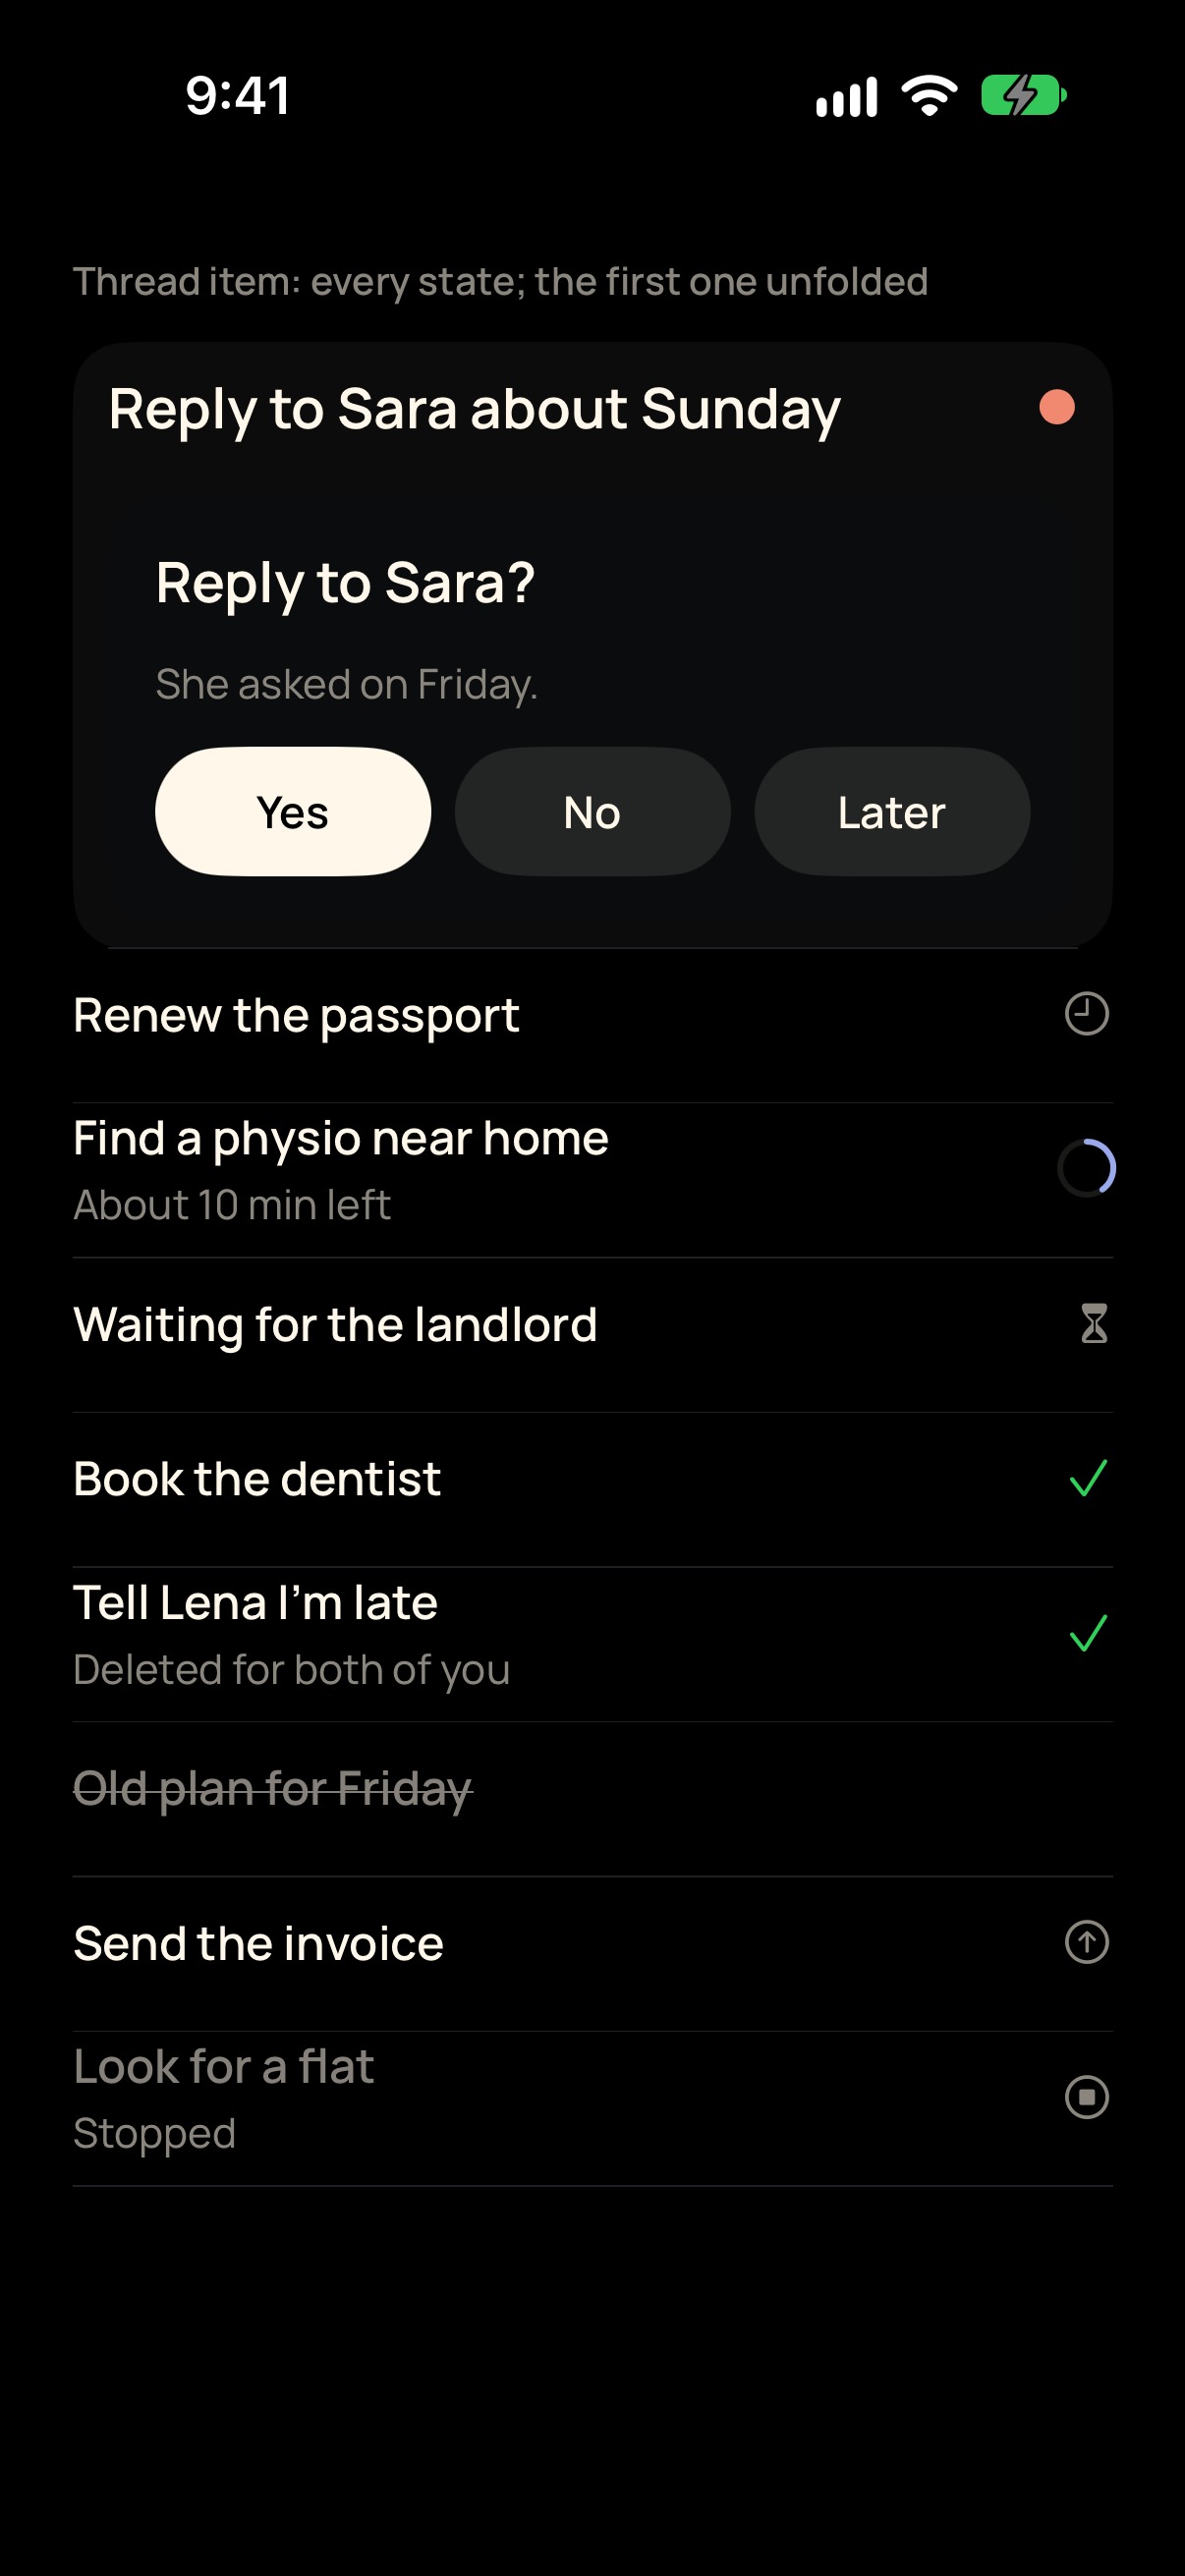 9:41
Thread item: every state; the first one unfolded
Reply to Sara about Sunday
Reply to Sara?
She asked on Friday.
Yes No Later
Renew the passport
Find a physio near home
About 10 min left
Waiting for the landlord
Book the dentist
Tell Lena I’m late
Deleted for both of you
Old plan for Friday
Send the invoice
Look for a flat
Stopped